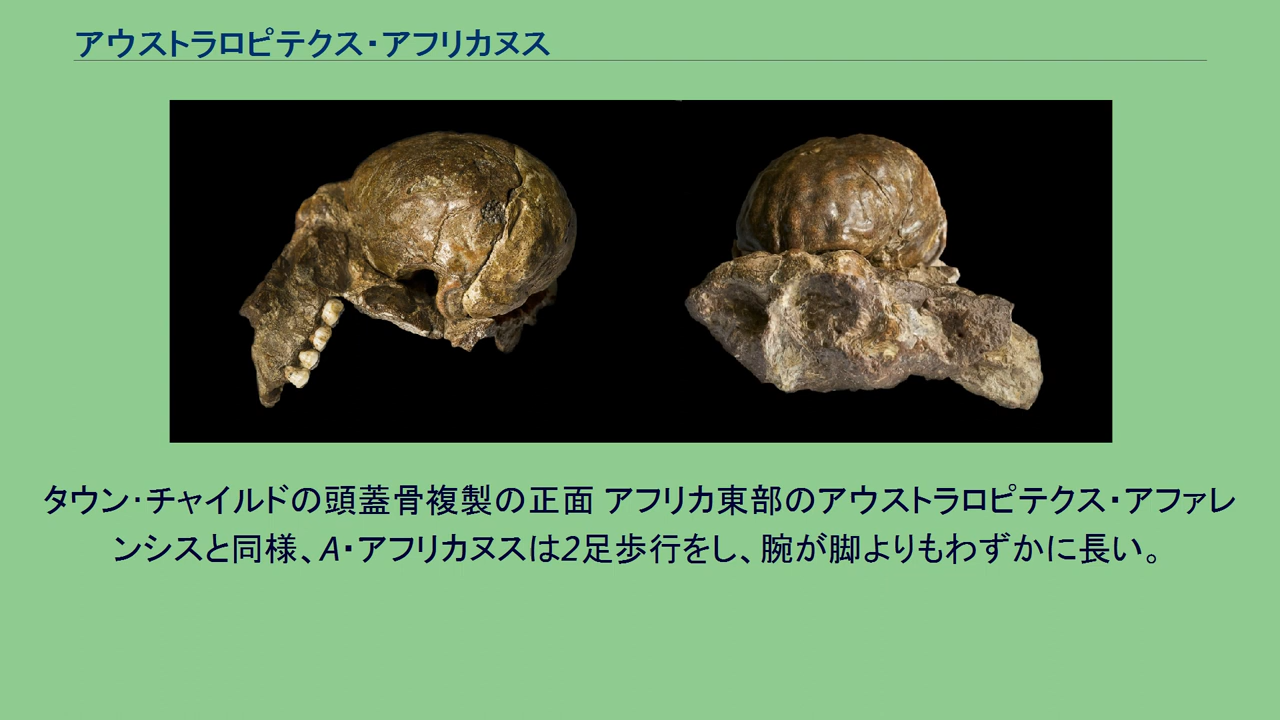 アウストラロピテクス・アフリカヌス
タウン・チャイルドの頭蓋骨複製の正面 アフリカ東部のアウストラロピテクス・アファレ
ンシスと同様、A・アフリカヌスは2足歩行をし、腕が脚よりもわずかに長い。